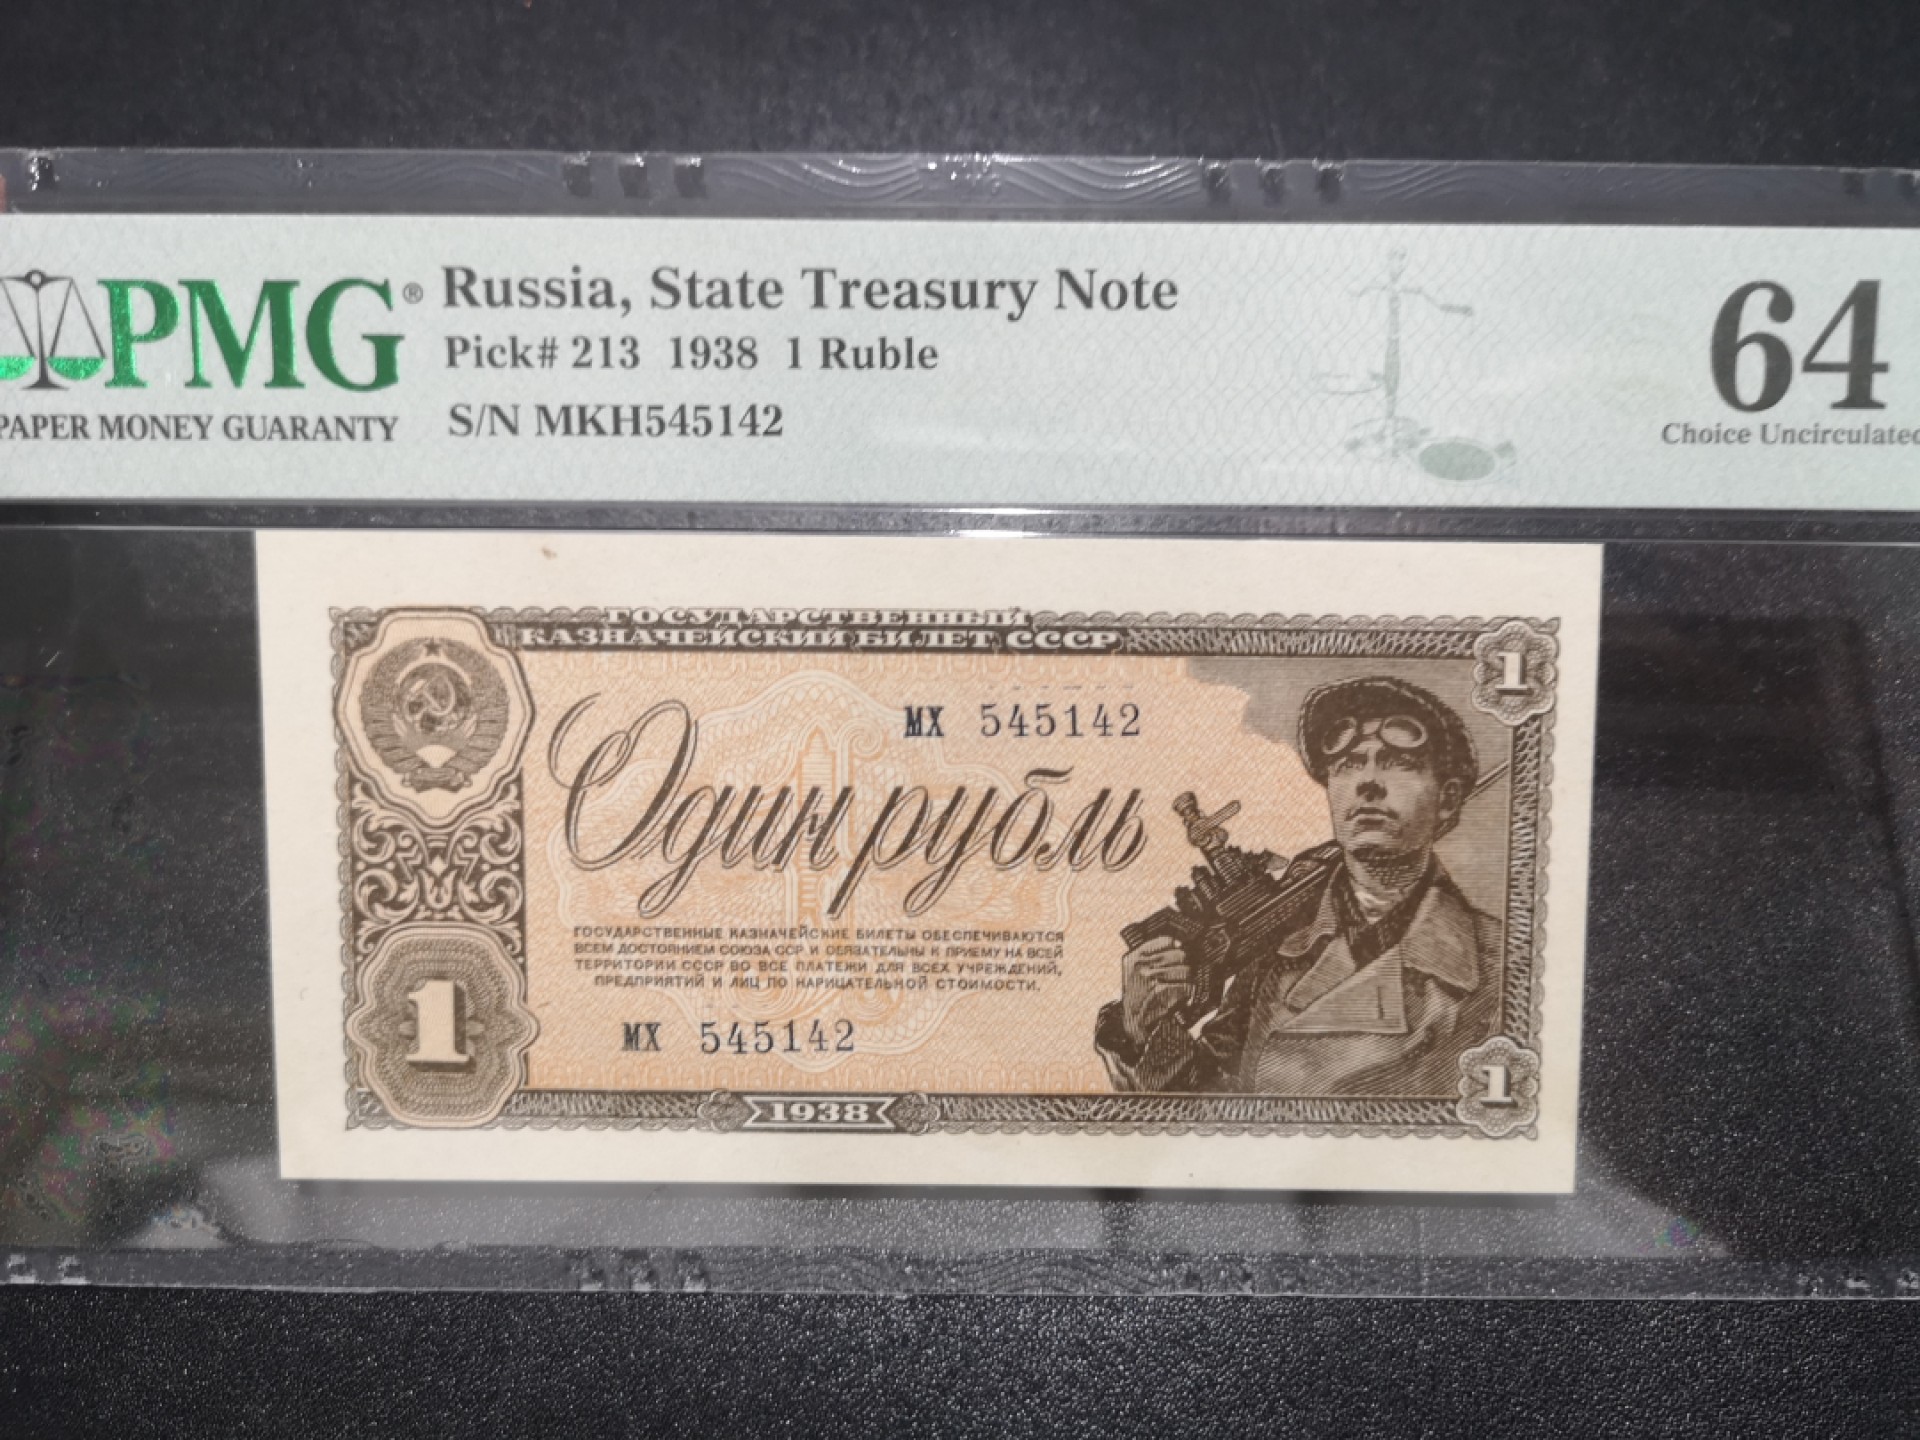 PMG® Russia, State Treasury Note
Pick# 213 1938 1 Ruble
64
PAPER MONEY GUARANTY S/N MKH545142
Choice Uncirculated
ГОСУДАРСТВЕННЫЙ
КАЗНАЧЕЙСКИЙ БИЛЕТ СССР
1
МХ 545142
Один рубль
ГОСУДАРСТВЕННЫЕ КАЗНАЧЕЙСКИЕ БИЛЕТЫ ОБЕСПЕЧИВАЮТСЯ
ВСЕМ ДОСТОЯНИЕМ СОЮЗА ССР И ОБЯЗАТЕЛЬНЫ К ПРИЕМУ НА ВСЕЙ
ТЕРРИТОРИИ СССР ВО ВСЕ ПЛАТЕЖИ ДЛЯ ВСЕХ УЧРЕЖДЕНИЙ,
ПРЕДПРИЯТИЙ И ЛИЦ ПО НАРИЦАТЕЛЬНОЙ СТОИМОСТИ.
1
МХ 545142
1
1938